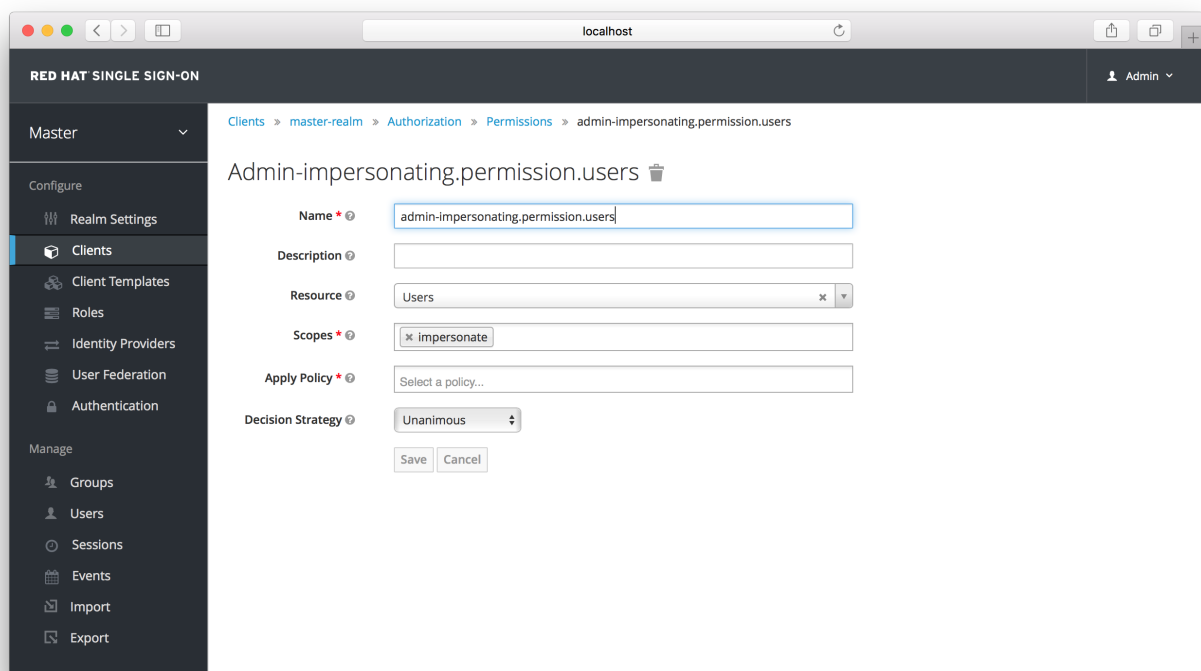 localhost
RED HAT SINGLE SIGN-ON
Admin
Master
Clients » master-realm » Authorization » Permissions » admin-impersonating.permission.users
Admin-impersonating.permission.users
Configure
Realm Settings
Clients
Client Templates
Roles
Identity Providers
User Federation
Authentication
Manage
Groups
Users
Sessions
Events
Import
Export
Name *
admin-impersonating.permission.users
Description
Resource
Users
Scopes *
impersonate
Apply Policy *
Select a policy...
Decision Strategy
Unanimous
Save Cancel